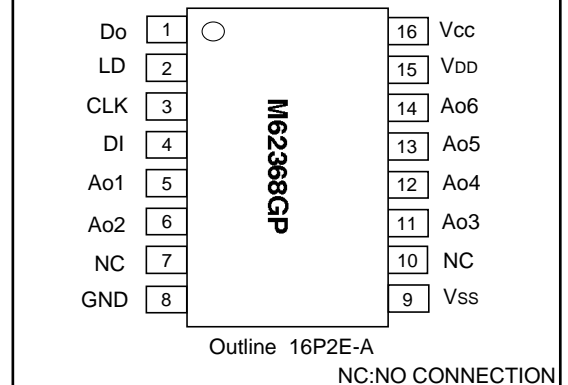 Do 1 16 Vcc
LD 2 15 VDD
CLK 3 14 Ao6
DI 4 13 Ao5
Ao1 5 12 Ao4
Ao2 6 11 Ao3
NC 7 10 NC
GND 8 9 Vss
M62368GP
Outline 16P2E-A
NC:NO CONNECTION